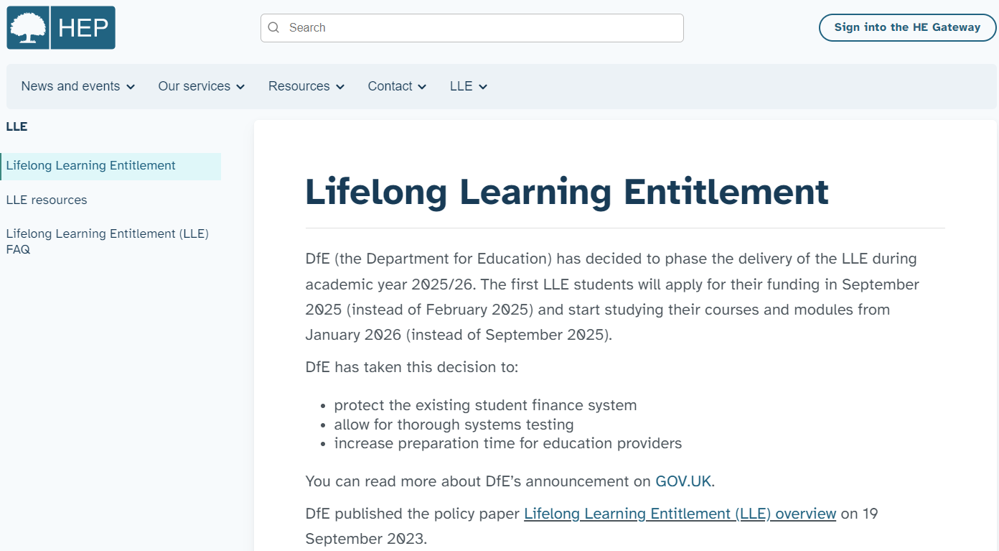 HEP
Search
Sign into the HE Gateway
News and events
Our services
Resources
Contact
LLE
LLE
Lifelong Learning Entitlement
LLE resources
Lifelong Learning Entitlement (LLE)
FAQ
Lifelong Learning Entitlement
DfE (the Department for Education) has decided to phase the delivery of the LLE during
academic year 2025/26. The first LLE students will apply for their funding in September
2025 (instead of February 2025) and start studying their courses and modules from
January 2026 (instead of September 2025).
DfE has taken this decision to:
• protect the existing student finance system
• allow for thorough systems testing
• increase preparation time for education providers
You can read more about DfE’s announcement on GOV.UK.
DfE published the policy paper Lifelong Learning Entitlement (LLE) overview on 19
September 2023.